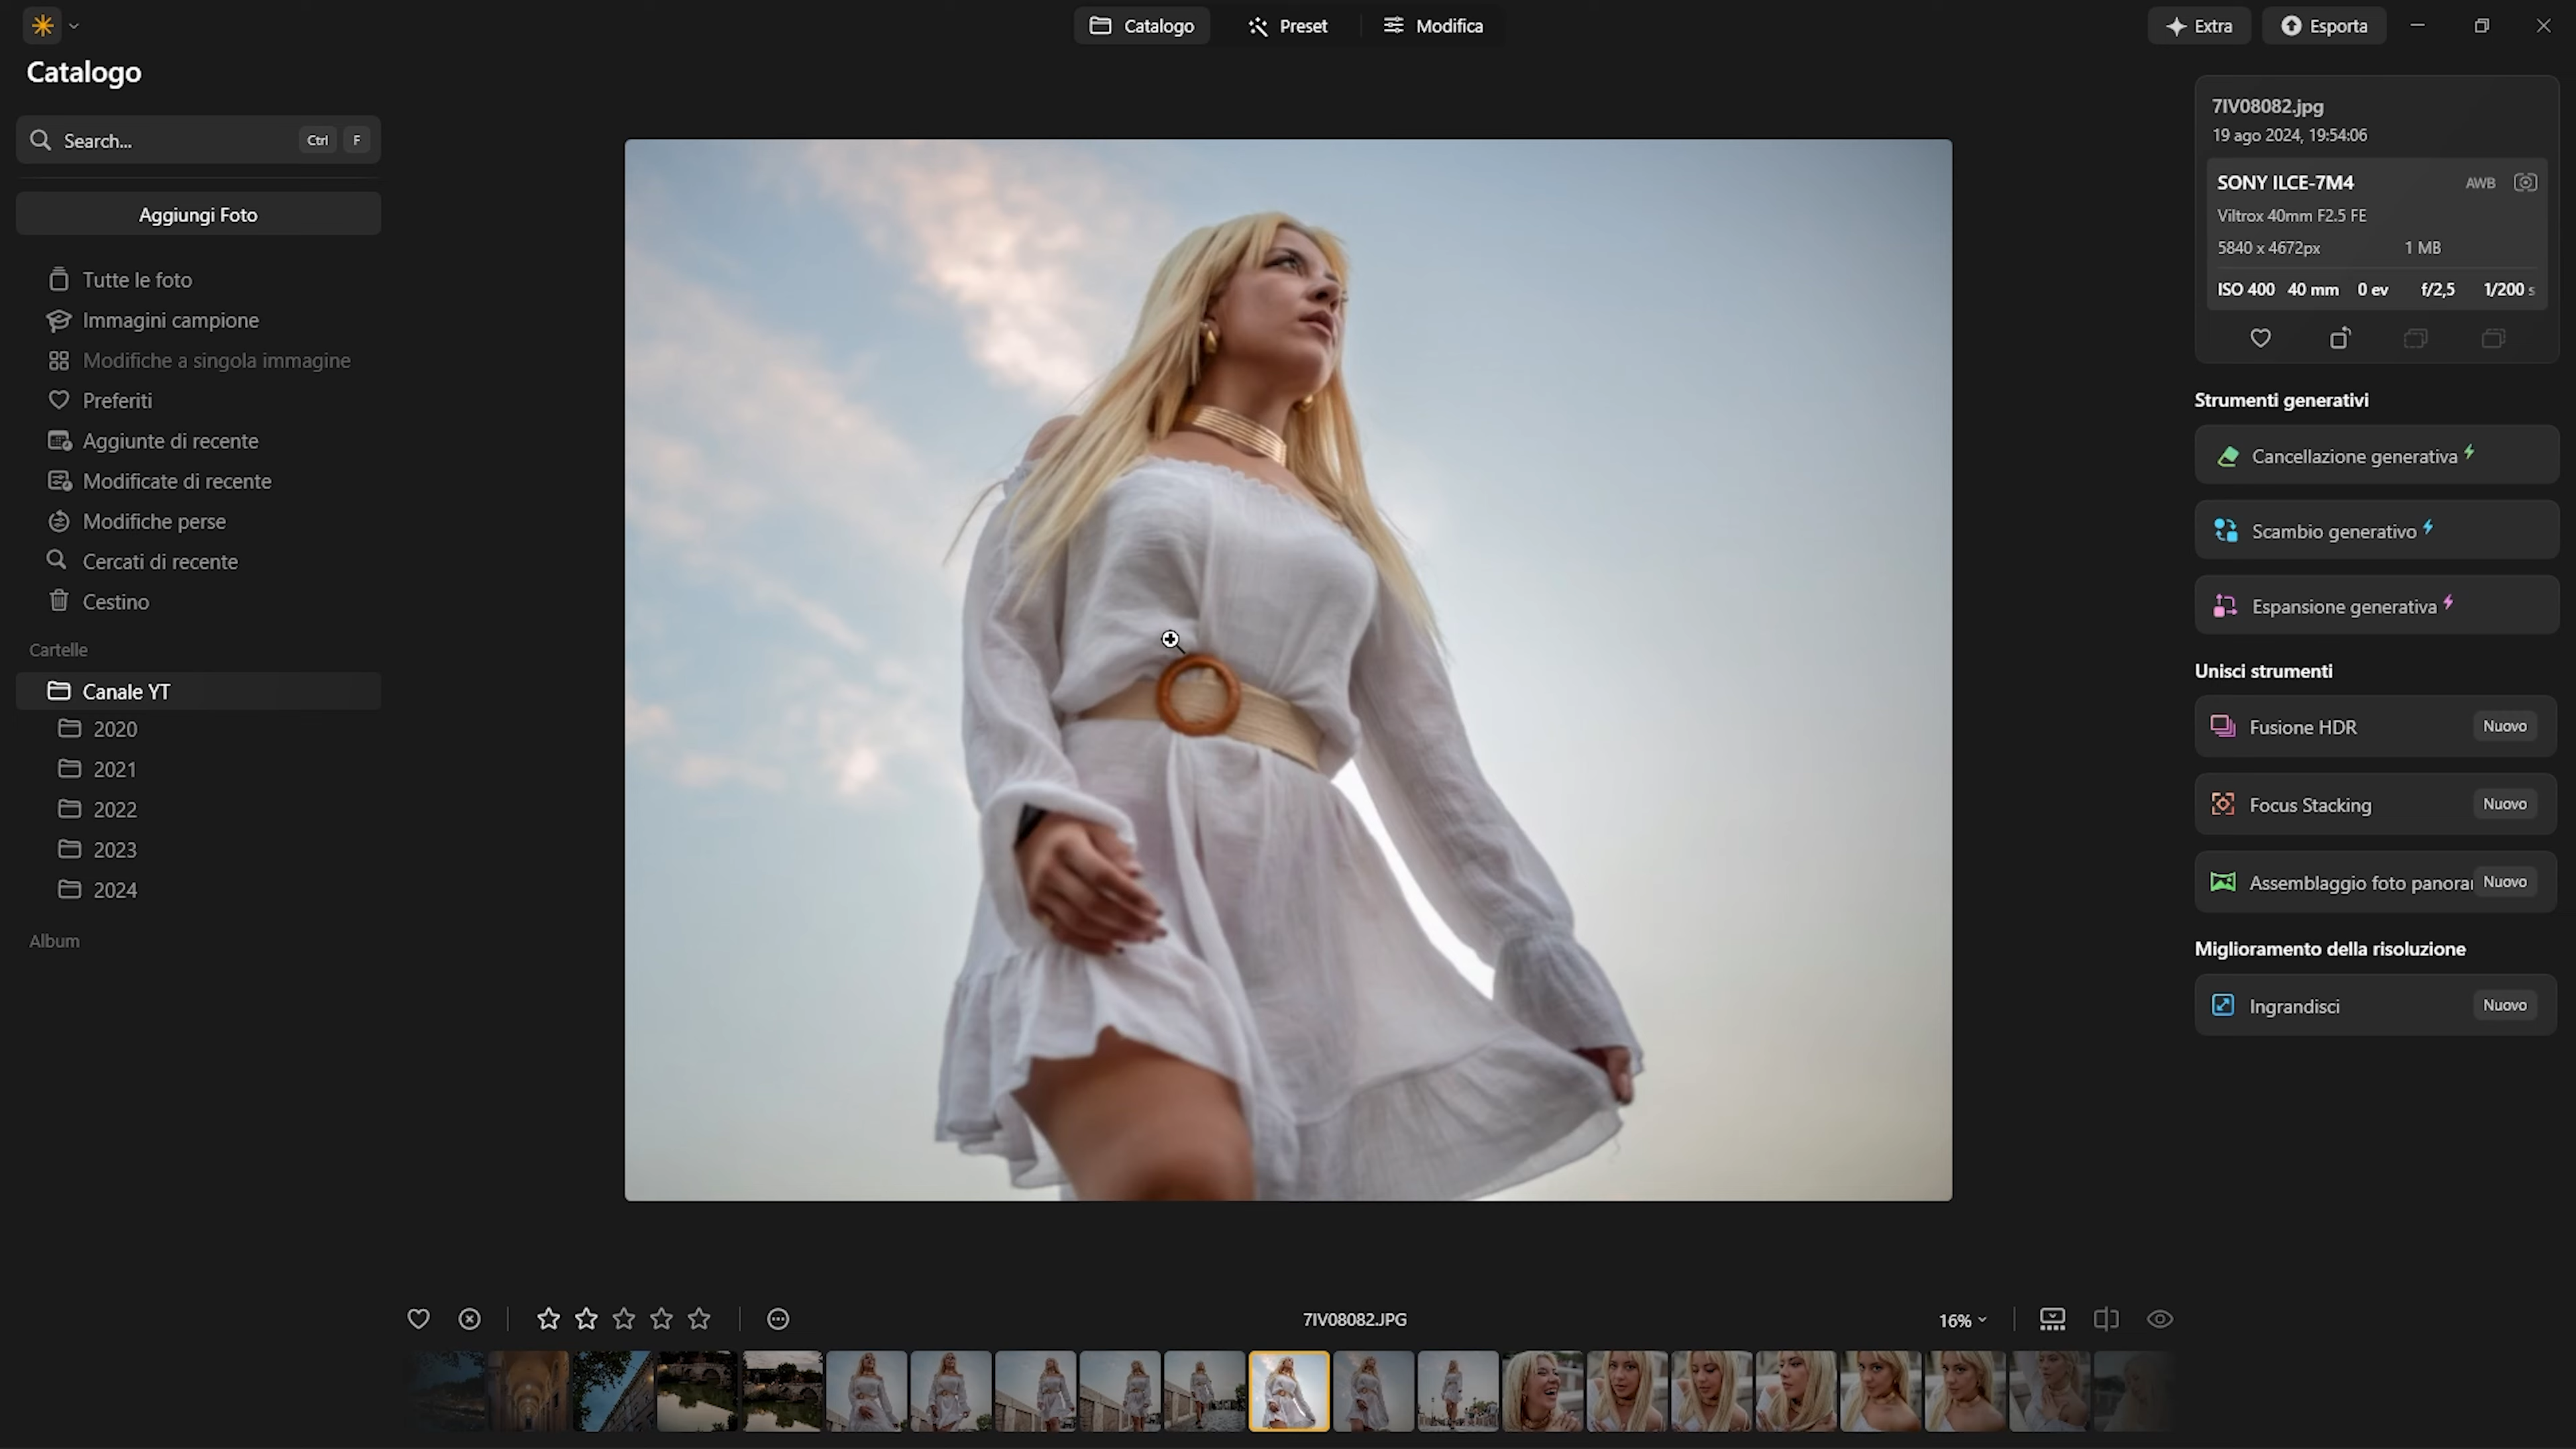 Catalogo
Preset
Modifica
Extra
Esporta
Catalogo
Search...
Ctrl
F
Aggiungi Foto
Tutte le foto
Immagini campione
Modifiche a singola immagine
Preferiti
Aggiunte di recente
Modificate di recente
Modifiche perse
Cercati di recente
Cestino
Cartelle
Canale YT
2020
2021
2022
2023
2024
Album
7IV08082.jpg
19 ago 2024, 19:54:06
SONY ILCE-7M4
AWB
Viltrox 40mm F2.5 FE
5840 x 4672px 1 MB
ISO 400 40 mm 0 ev f/2,5 1/200 s
Strumenti generativi
Cancellazione generativa
Scambio generativo
Espansione generativa
Unisci strumenti
Fusione HDR Nuovo
Focus Stacking Nuovo
Assemblaggio foto panorar Nuovo
Miglioramento della risoluzione
Ingrandisci Nuovo
7IV08082.JPG
16%